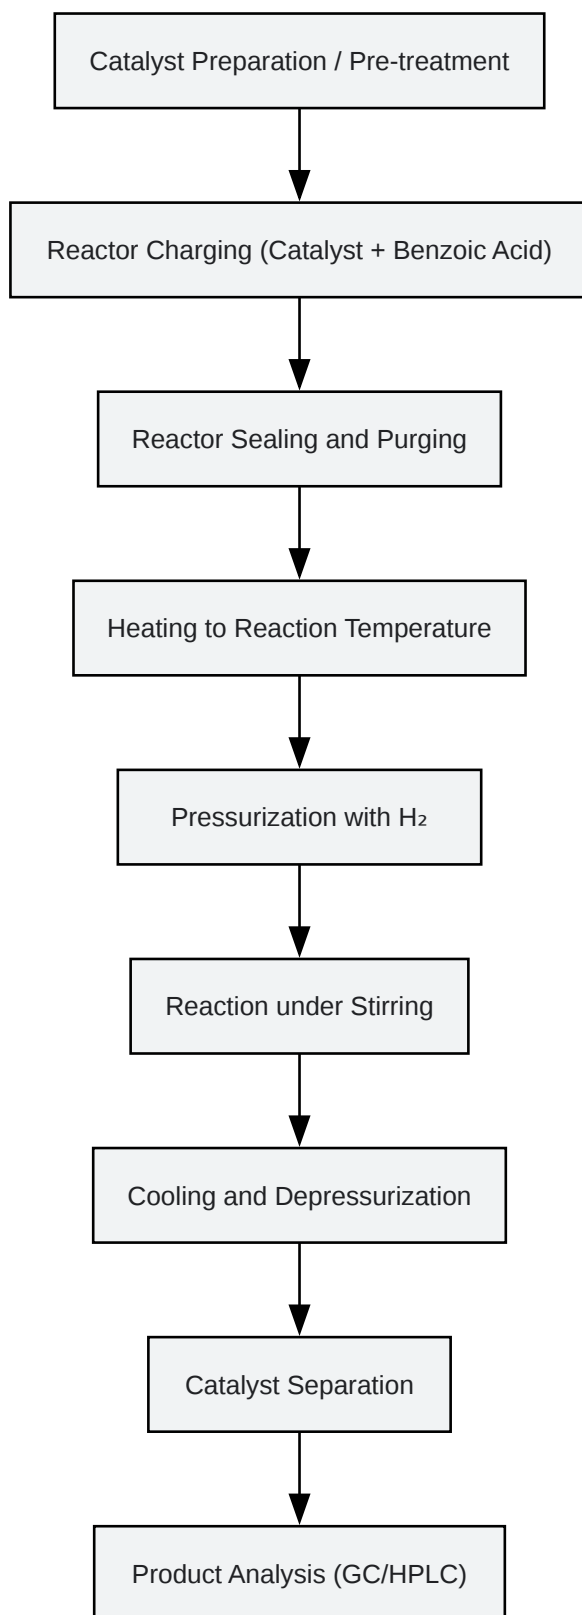 Catalyst Preparation / Pre-treatment
Reactor Charging (Catalyst + Benzoic Acid)
Reactor Sealing and Purging
Heating to Reaction Temperature
Pressurization with H₂
Reaction under Stirring
Cooling and Depressurization
Catalyst Separation
Product Analysis (GC/HPLC)